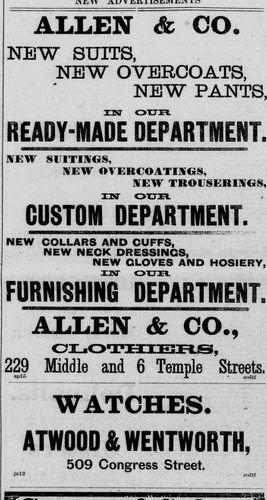 NEW ADVERTISEMENTS
ALLEN & CO.
NEW SUITS,
NEW OVERCOATS,
NEW PANTS,
IN OUR
READY-MADE DEPARTMENT.
NEW SUITINGS,
NEW OVERCOATINGS,
NEW TROUSERINGS,
IN OUR
CUSTOM DEPARTMENT.
NEW COLLARS AND CUFFS,
NEW NECK DRESSINGS,
NEW GLOVES AND HOSIERY,
IN OUR
FURNISHING DEPARTMENT.
ALLEN & CO.,
CLOTHIERS,
229 Middle and 6 Temple Streets.
sp15 eodtf
WATCHES.
ATWOOD & WENTWORTH,
509 Congress Street.
ja12 eodtf